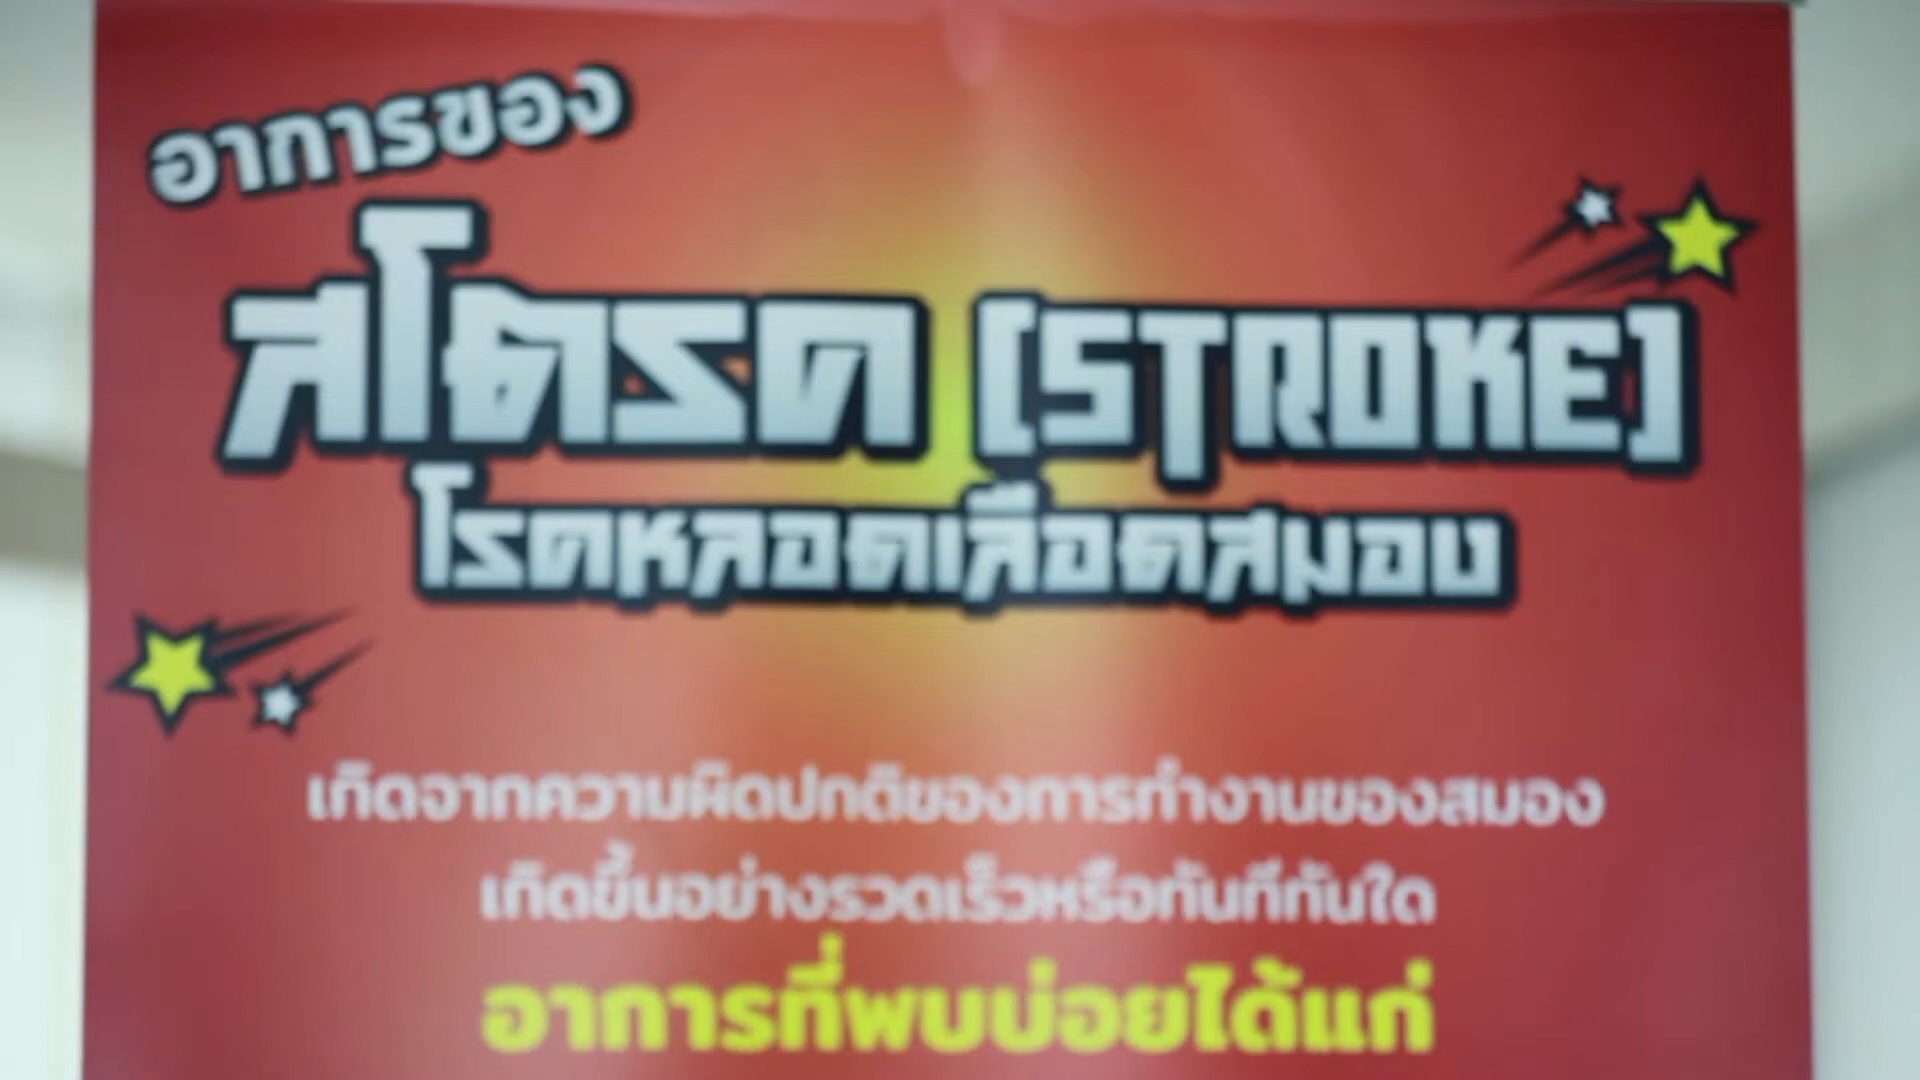 อาการของ
สโตรค (STROKE)
โรคหลอดเลือดสมอง
เกิดจากความผิดปกติของการทำงานของสมอง
เกิดขึ้นอย่างรวดเร็วหรือทันทีทันใด
อาการที่พบบ่อยได้แก่